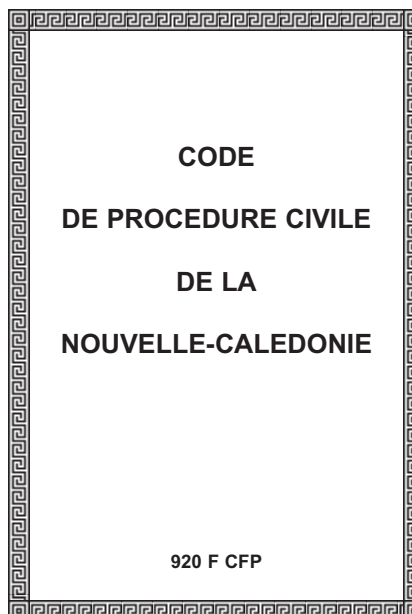 CODE
DE PROCEDURE CIVILE
DE LA
NOUVELLE-CALEDONIE
920 F CFP